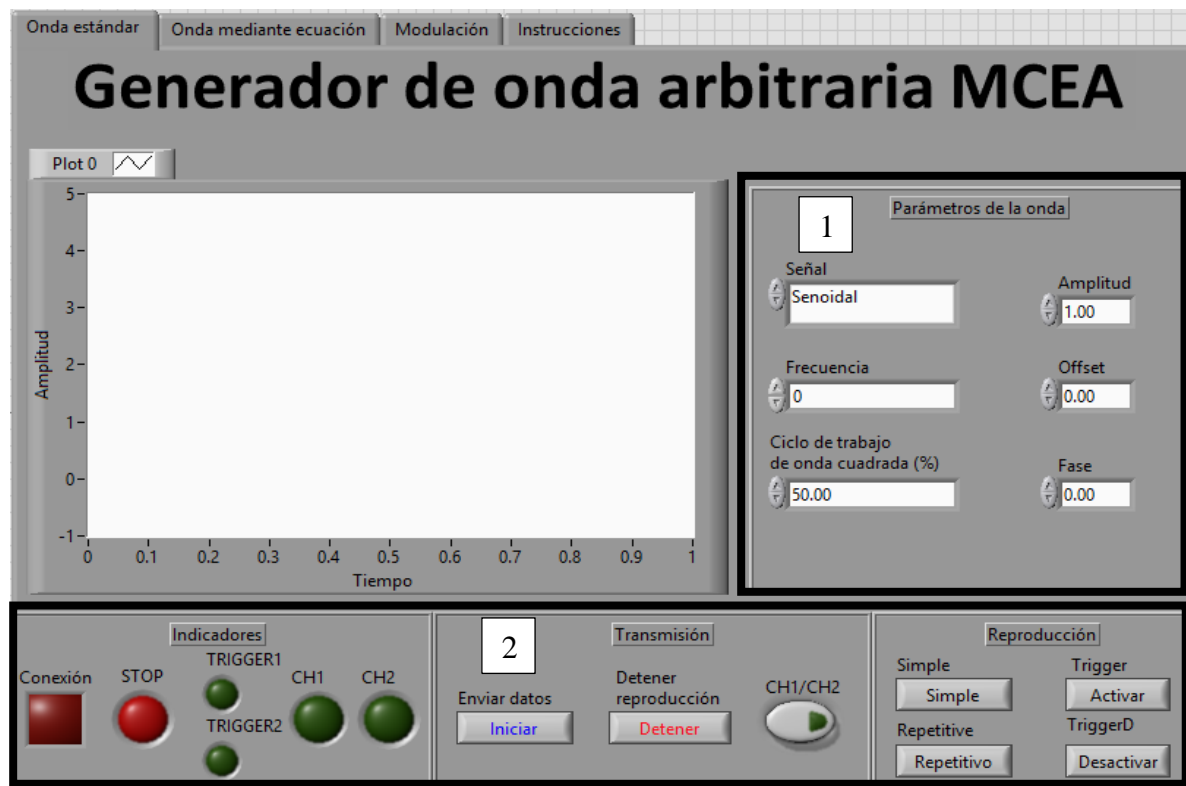 Onda estándar
Onda mediante ecuación
Modulación
Instrucciones
Generador de onda arbitraria MCEA
Plot 0
5
4
3
2
1
0
-1
Amplitud
0 0.1 0.2 0.3 0.4 0.5 0.6 0.7 0.8 0.9 1
Tiempo
1
Parámetros de la onda
Señal
Senoidal
Amplitud
1.00
Frecuencia
0
Offset
0.00
Ciclo de trabajo
de onda cuadrada (%)
50.00
Fase
0.00
Indicadores
Conexión
STOP
TRIGGER1
TRIGGER2
CH1
CH2
2
Transmisión
Enviar datos
Iniciar
Detener
reproducción
Detener
CH1/CH2
Reproducción
Simple
Simple
Trigger
Activar
Repetitive
Repetitivo
TriggerD
Desactivar